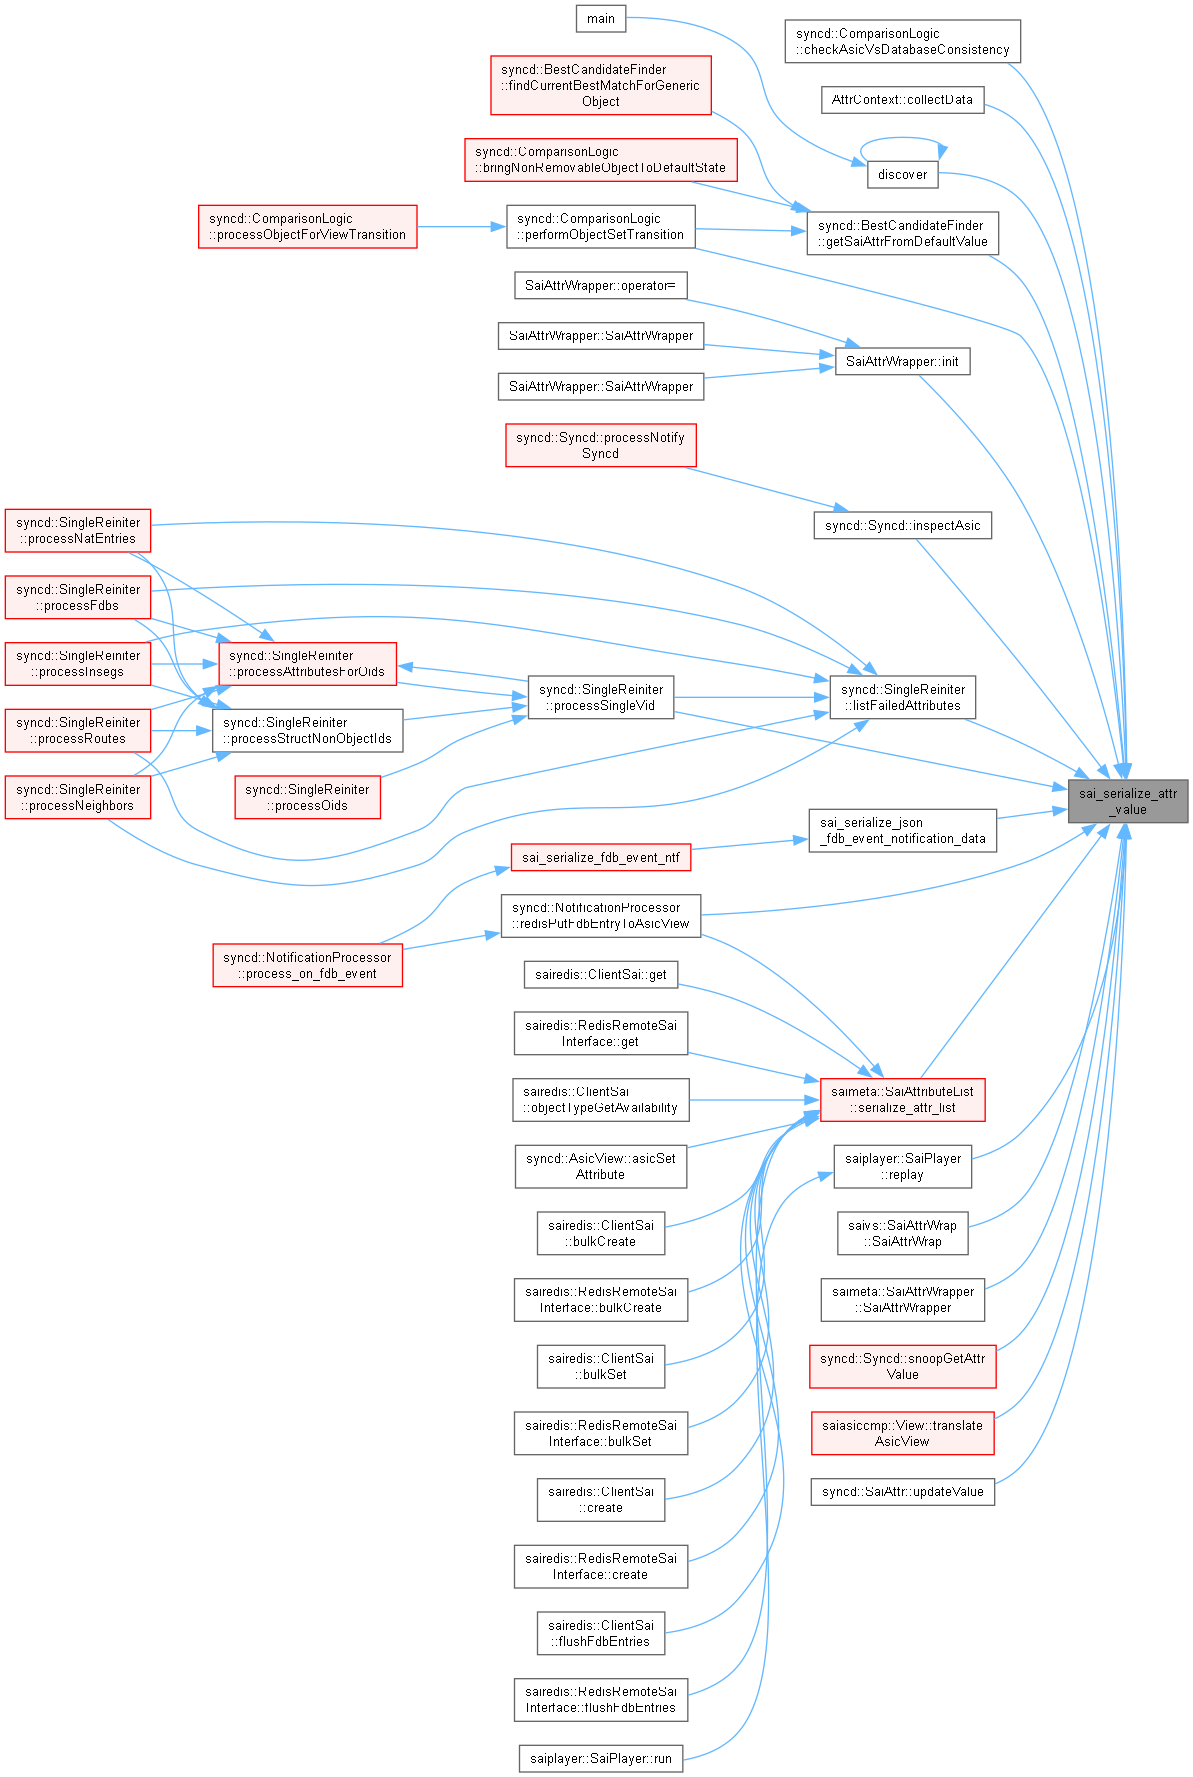 main
syncd::ComparisonLogic
::checkAsicVsDatabaseConsistency
syncd::BestCandidateFinder
::findCurrentBestMatchForGeneric
Object
AttrContext::collectData
syncd::ComparisonLogic
::bringNonRemovableObjectToDefaultState
discover
syncd::ComparisonLogic
::processObjectForViewTransition
syncd::ComparisonLogic
::performObjectSetTransition
syncd::BestCandidateFinder
::getSaiAttrFromDefaultValue
SaiAttrWrapper::operator=
SaiAttrWrapper::SaiAttrWrapper
SaiAttrWrapper::init
SaiAttrWrapper::SaiAttrWrapper
syncd::Syncd::processNotify
Syncd
syncd::Syncd::inspectAsic
syncd::SingleReiniter
::processNatEntries
syncd::SingleReiniter
::processFdbs
syncd::SingleReiniter
::processInsegs
syncd::SingleReiniter
::processAttributesForOids
syncd::SingleReiniter
::processSingleVid
syncd::SingleReiniter
::listFailedAttributes
syncd::SingleReiniter
::processRoutes
syncd::SingleReiniter
::processStructNonObjectIds
syncd::SingleReiniter
::processNeighbors
syncd::SingleReiniter
::processOids
sai_serialize_attr
_value
sai_serialize_json
_fdb_event_notification_data
sai_serialize_fdb_event_ntf
syncd::NotificationProcessor
::redisPutFdbEntryToAsicView
syncd::NotificationProcessor
::process_on_fdb_event
sairedis::ClientSai::get
sairedis::RedisRemoteSai
Interface::get
sairedis::ClientSai
::objectTypeGetAvailability
saimeta::SaiAttributeList
::serialize_attr_list
syncd::AsicView::asicSet
Attribute
saiplayer::SaiPlayer
::replay
sairedis::ClientSai
::bulkCreate
saivs::SaiAttrWrap
::SaiAttrWrap
sairedis::RedisRemoteSai
Interface::bulkCreate
saimeta::SaiAttrWrapper
::SaiAttrWrapper
sairedis::ClientSai
::bulkSet
syncd::Syncd::snoopGetAttr
Value
sairedis::RedisRemoteSai
Interface::bulkSet
saiasiccmp::View::translate
AsicView
sairedis::ClientSai
::create
syncd::SaiAttr::updateValue
sairedis::RedisRemoteSai
Interface::create
sairedis::ClientSai
::flushFdbEntries
sairedis::RedisRemoteSai
Interface::flushFdbEntries
saiplayer::SaiPlayer::run